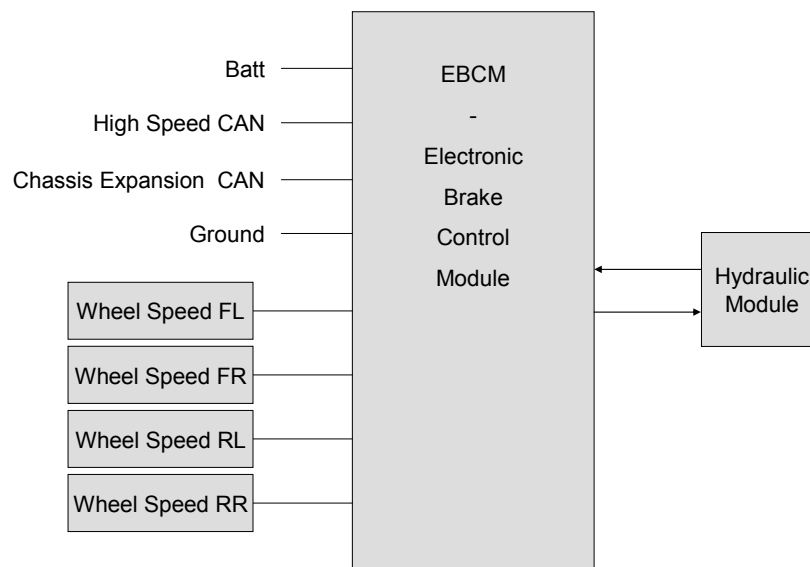 Batt
High Speed CAN
Chassis Expansion CAN
Ground
Wheel Speed FL
Wheel Speed FR
Wheel Speed RL
Wheel Speed RR
EBCM
-
Electronic
Brake
Control
Module
Hydraulic
Module